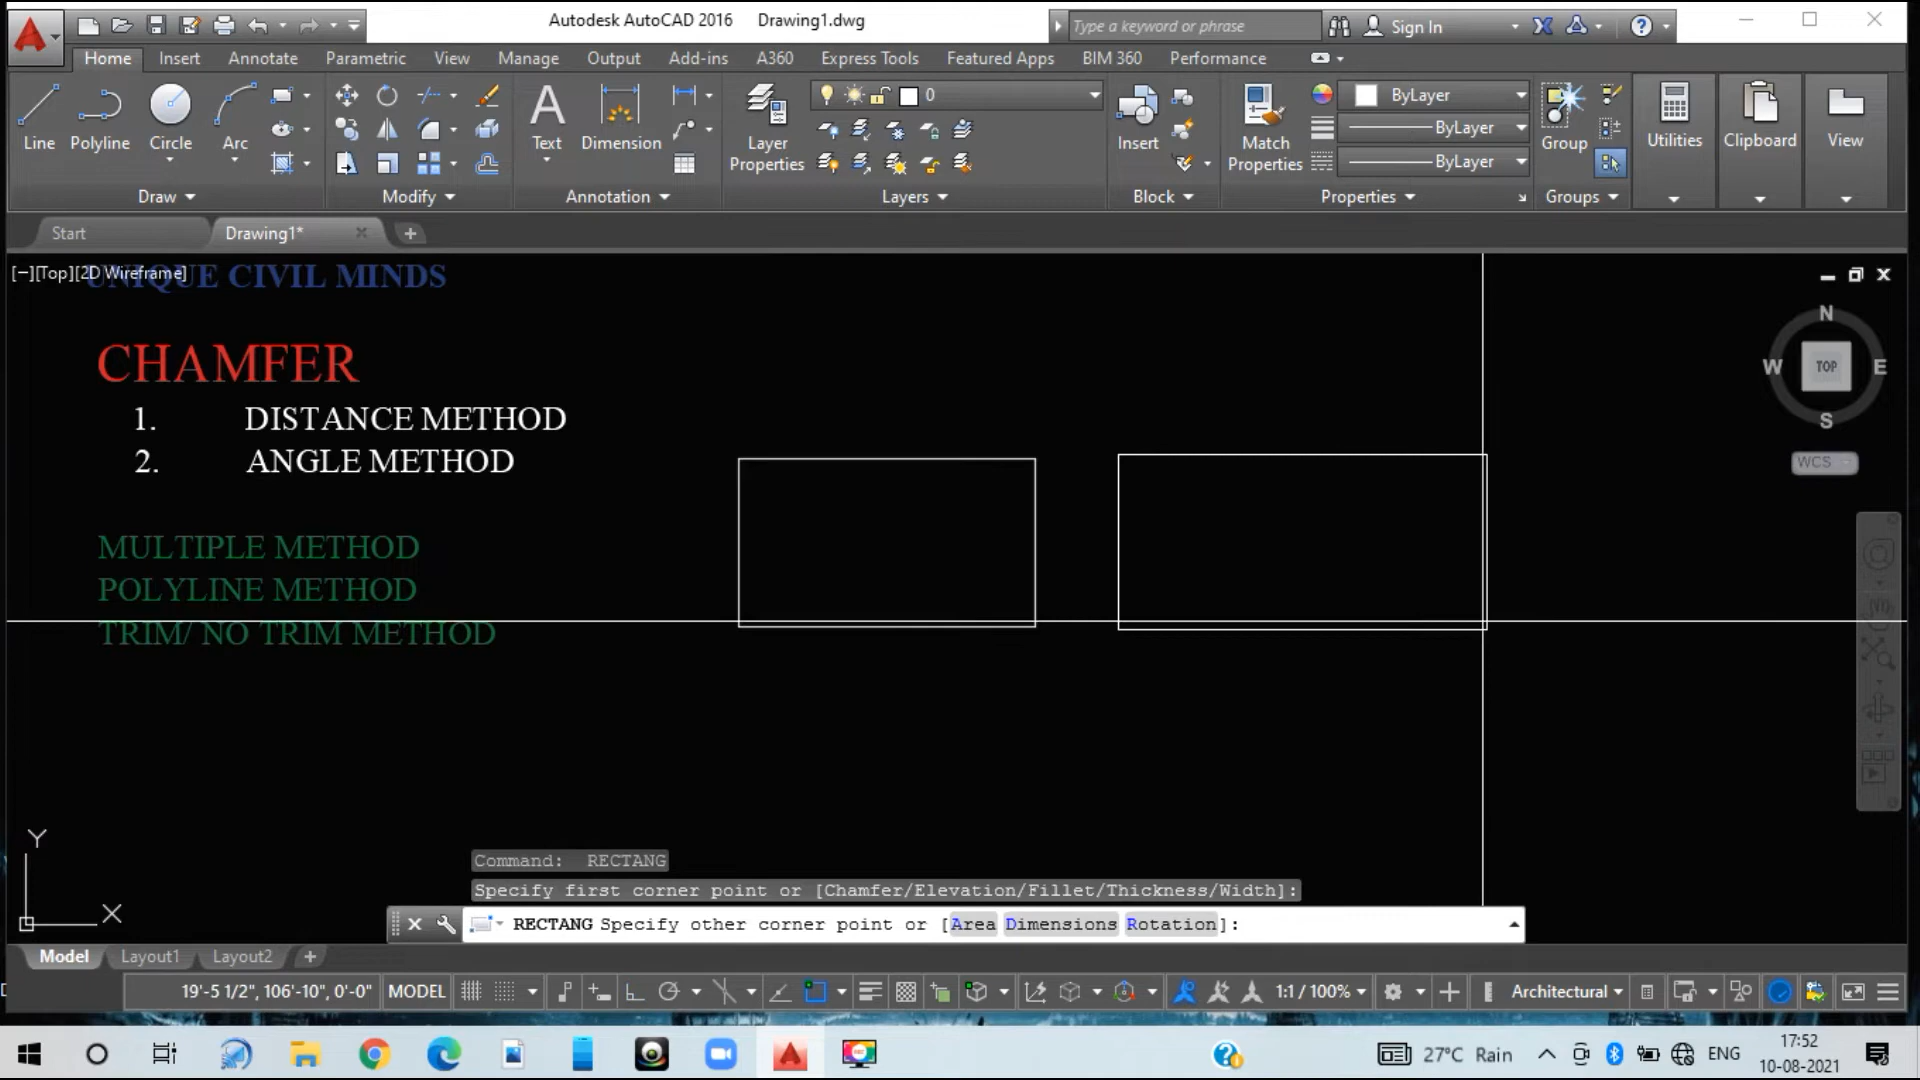 Autodesk AutoCAD 2016 Drawing1.dwg
Type a keyword or phrase
Sign In
Home Insert Annotate Parametric View Manage Output Add-ins A360 Express Tools Featured Apps BIM 360 Performance
Line Polyline Circle Arc
Text Dimension
Layer Properties
0
Insert
Match Properties
ByLayer
ByLayer
ByLayer
Group
Utilities
Clipboard
View
Draw Modify Annotation Layers Block Properties Groups
Start Drawing1*
[−][Top][2D Wireframe]
UNIQUE CIVIL MINDS
CHAMFER
1. DISTANCE METHOD
2. ANGLE METHOD
MULTIPLE METHOD
POLYLINE METHOD
TRIM/ NO TRIM METHOD
N
W TOP E
S
WCS
Y
X
Command: RECTANG
Specify first corner point or [Chamfer/Elevation/Fillet/Thickness/Width]:
RECTANG Specify other corner point or [Area Dimensions Rotation]:
Model Layout1 Layout2
19'-5 1/2", 106'-10", 0'-0" MODEL 1:1 / 100% Architectural
27°C Rain ENG 17:52
10-08-2021